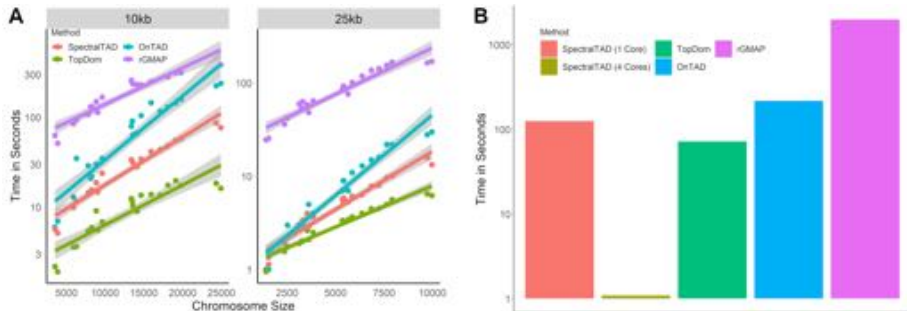 A
10kb
25kb
Method
SpectralTAD
OnTAD
TopDom
rGMAP
Time in Seconds
300
100
30
10
3
100
10
1
5000
10000
15000
20000
25000
2500
5000
7500
10000
Chromosome Size
B
Method
SpectralTAD (1 Core)
TopDom
rGMAP
SpectralTAD (4 Cores)
OnTAD
Time in Seconds
1000
100
10
1